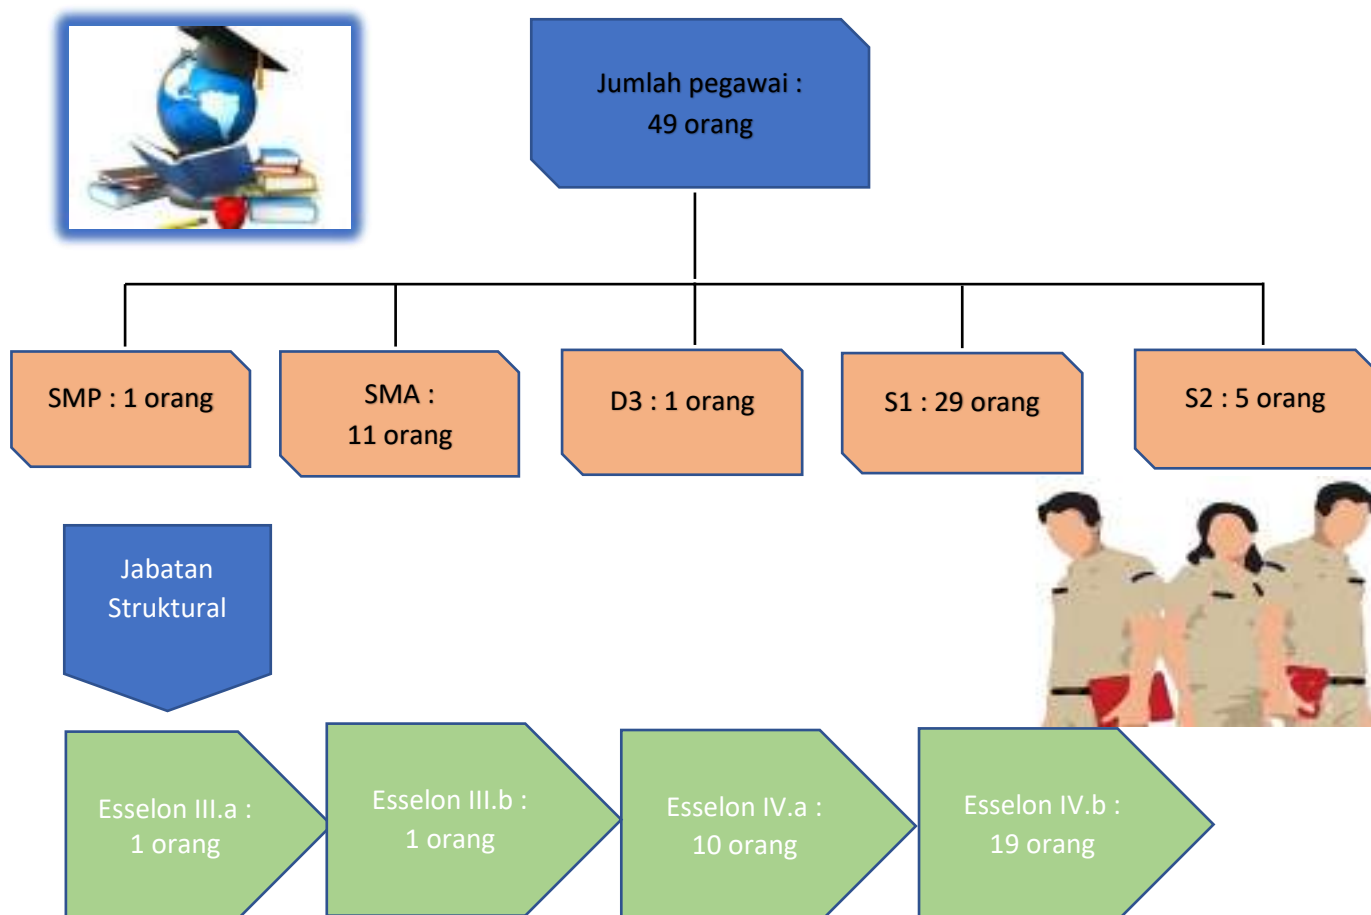 Jumlah pegawai :
49 orang
SMP : 1 orang
SMA :
11 orang
D3 : 1 orang
S1 : 29 orang
S2 : 5 orang
Jabatan
Struktural
Esselon III.a :
1 orang
Esselon III.b :
1 orang
Esselon IV.a :
10 orang
Esselon IV.b :
19 orang